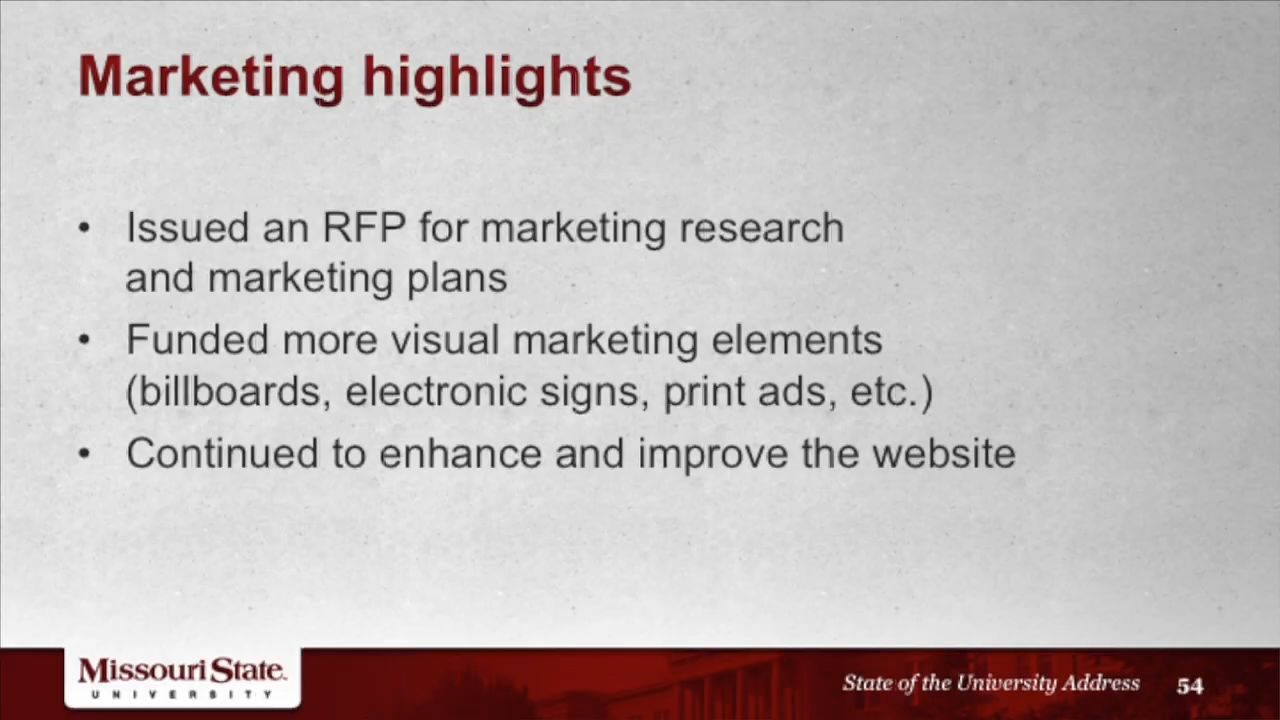 Marketing highlights
• Issued an RFP for marketing research
and marketing plans
• Funded more visual marketing elements
(billboards, electronic signs, print ads, etc.)
• Continued to enhance and improve the website
Missouri State.
UNIVERSITY
State of the University Address 54